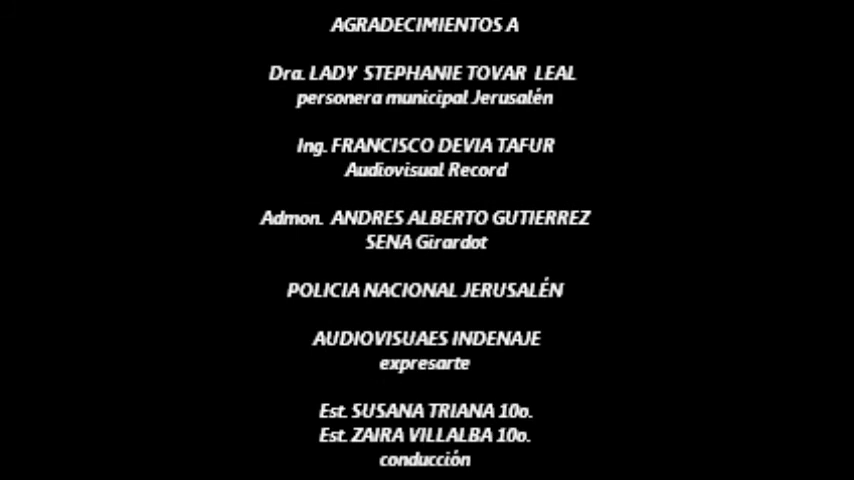 AGRADECIMIENTOS A
Dra. LADY STEPHANIE TOVAR LEAL
personera municipal Jerusalén
Ing. FRANCISCO DEVIA TAFUR
Audiovisual Record
Admon. ANDRES ALBERTO GUTIERREZ
SENA Girardot
POLICIA NACIONAL JERUSALÉN
AUDIOVISUAES INDENAJE
expresarte
Est. SUSANA TRIANA 10o.
Est. ZAIRA VILLALBA 10o.
conducción